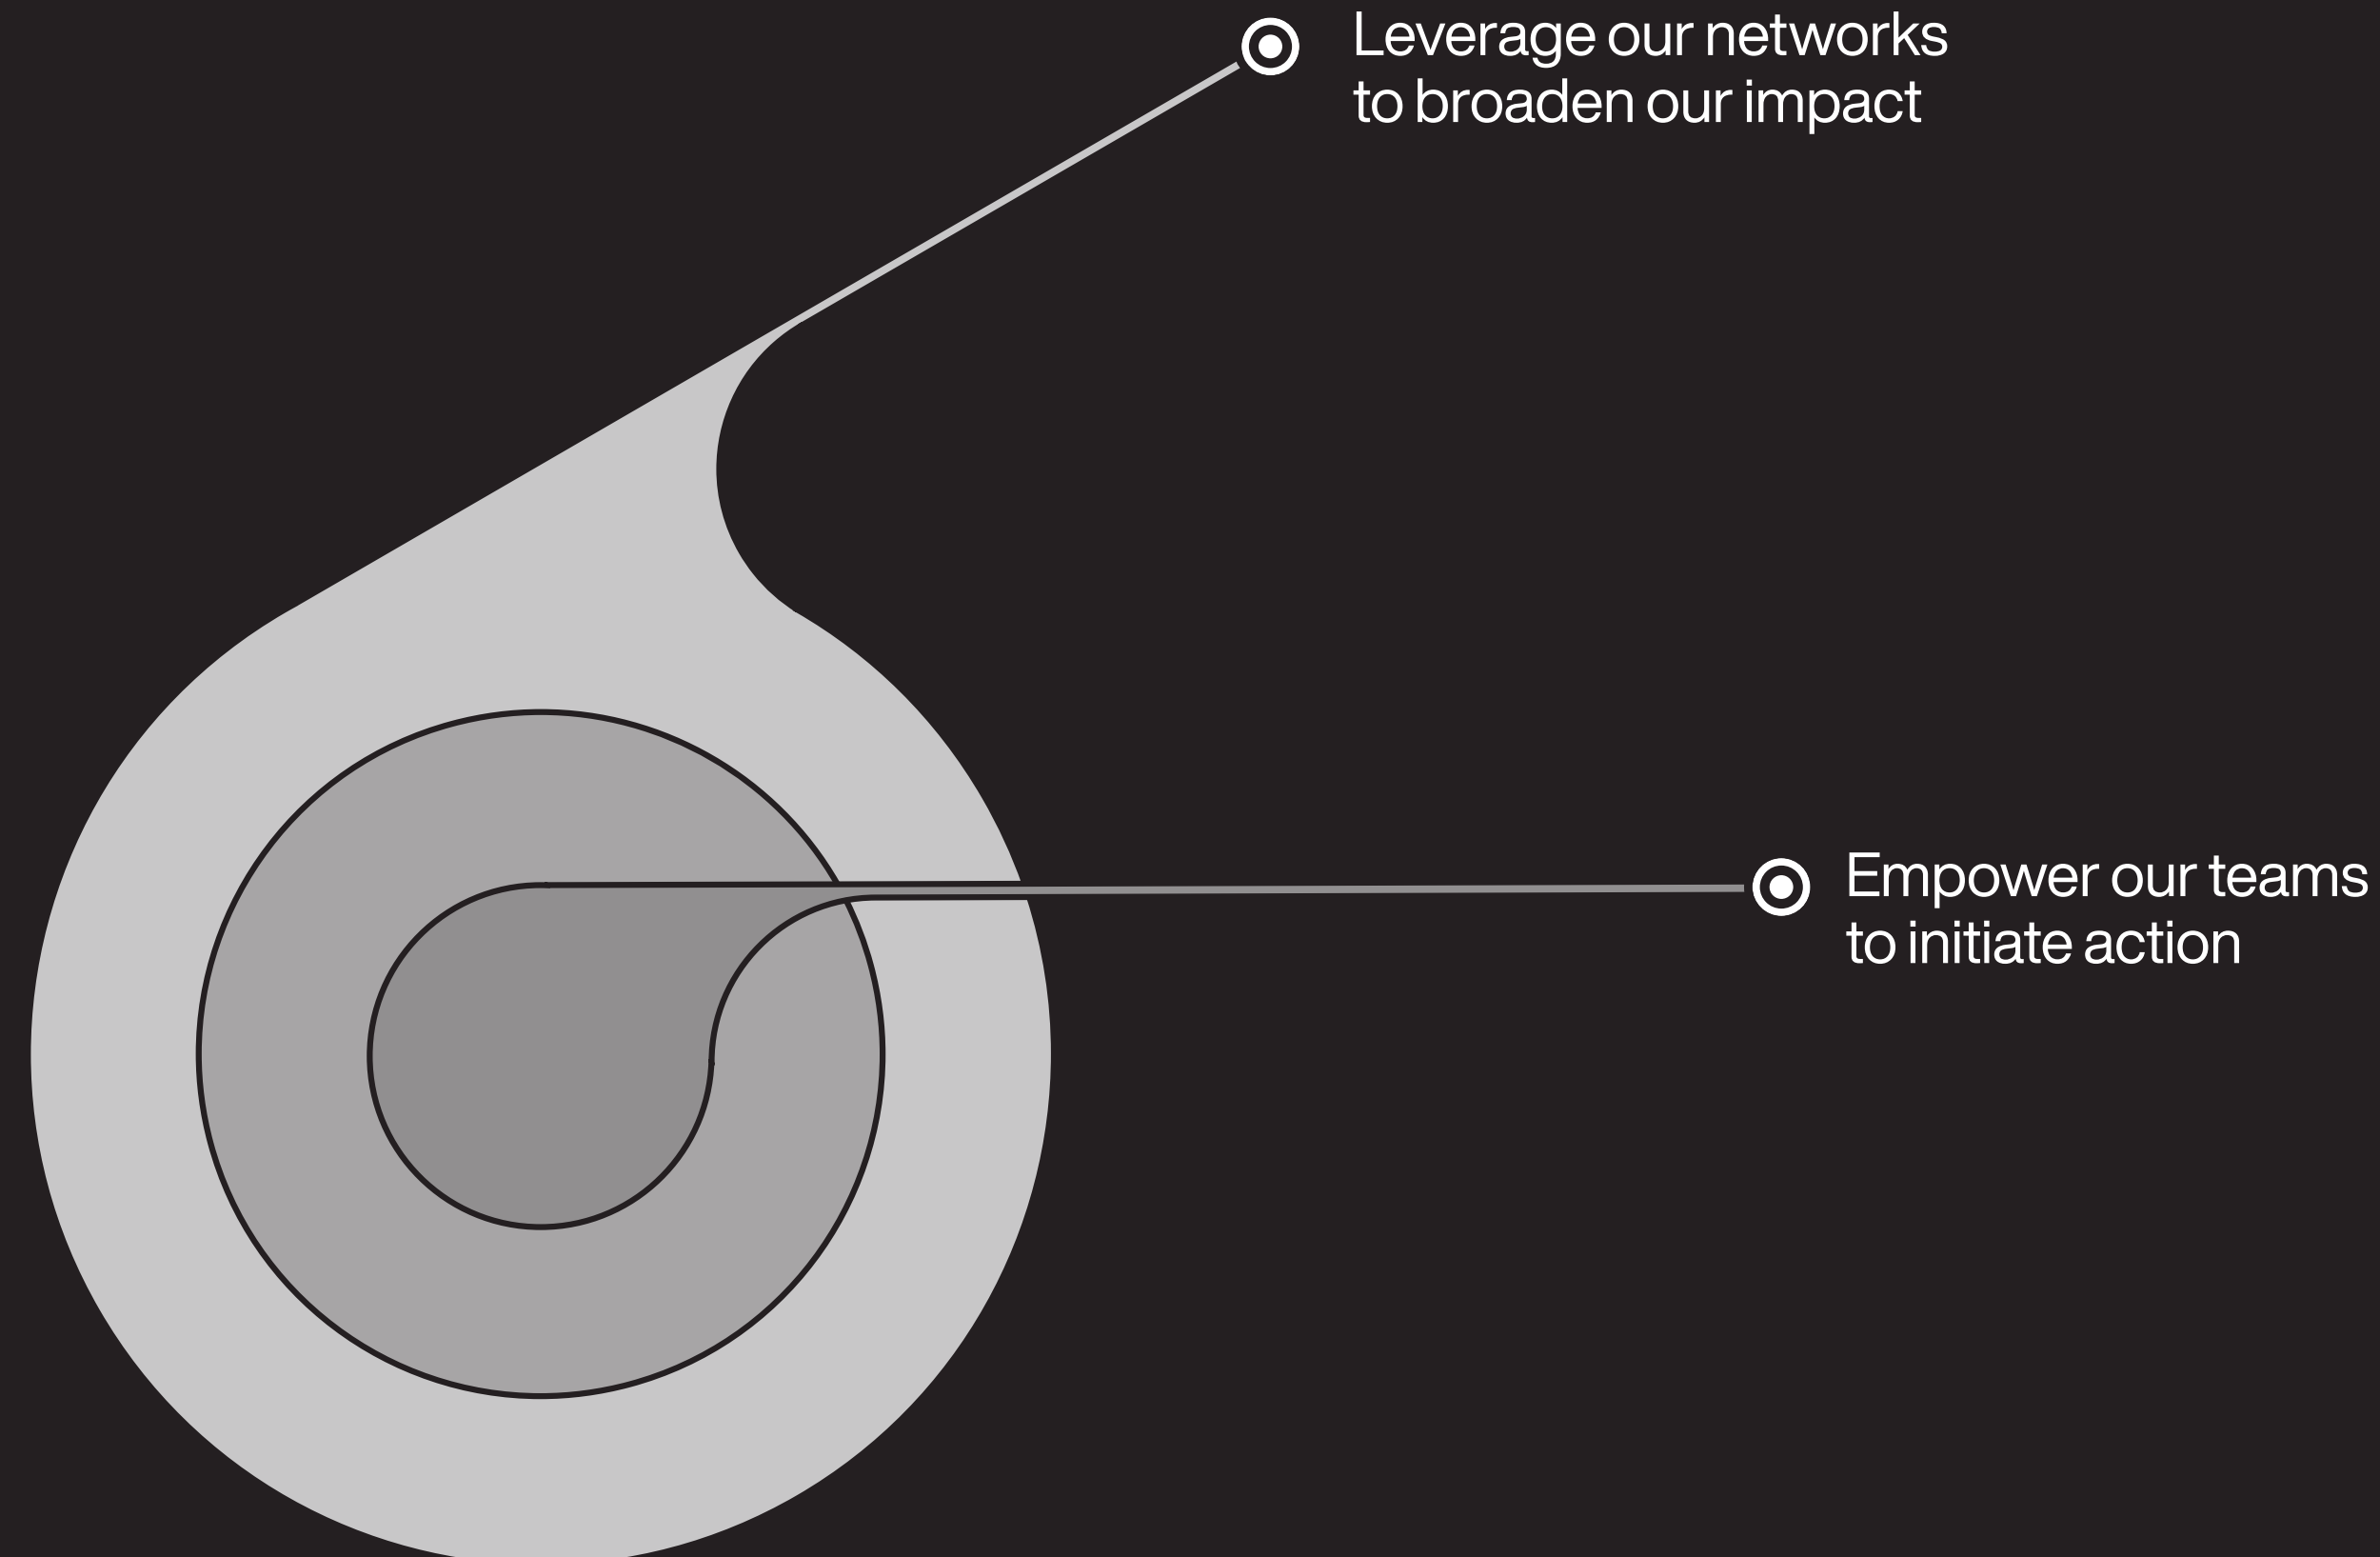 Leverage our networks
to broaden our impact
Empower our teams
to initiate action